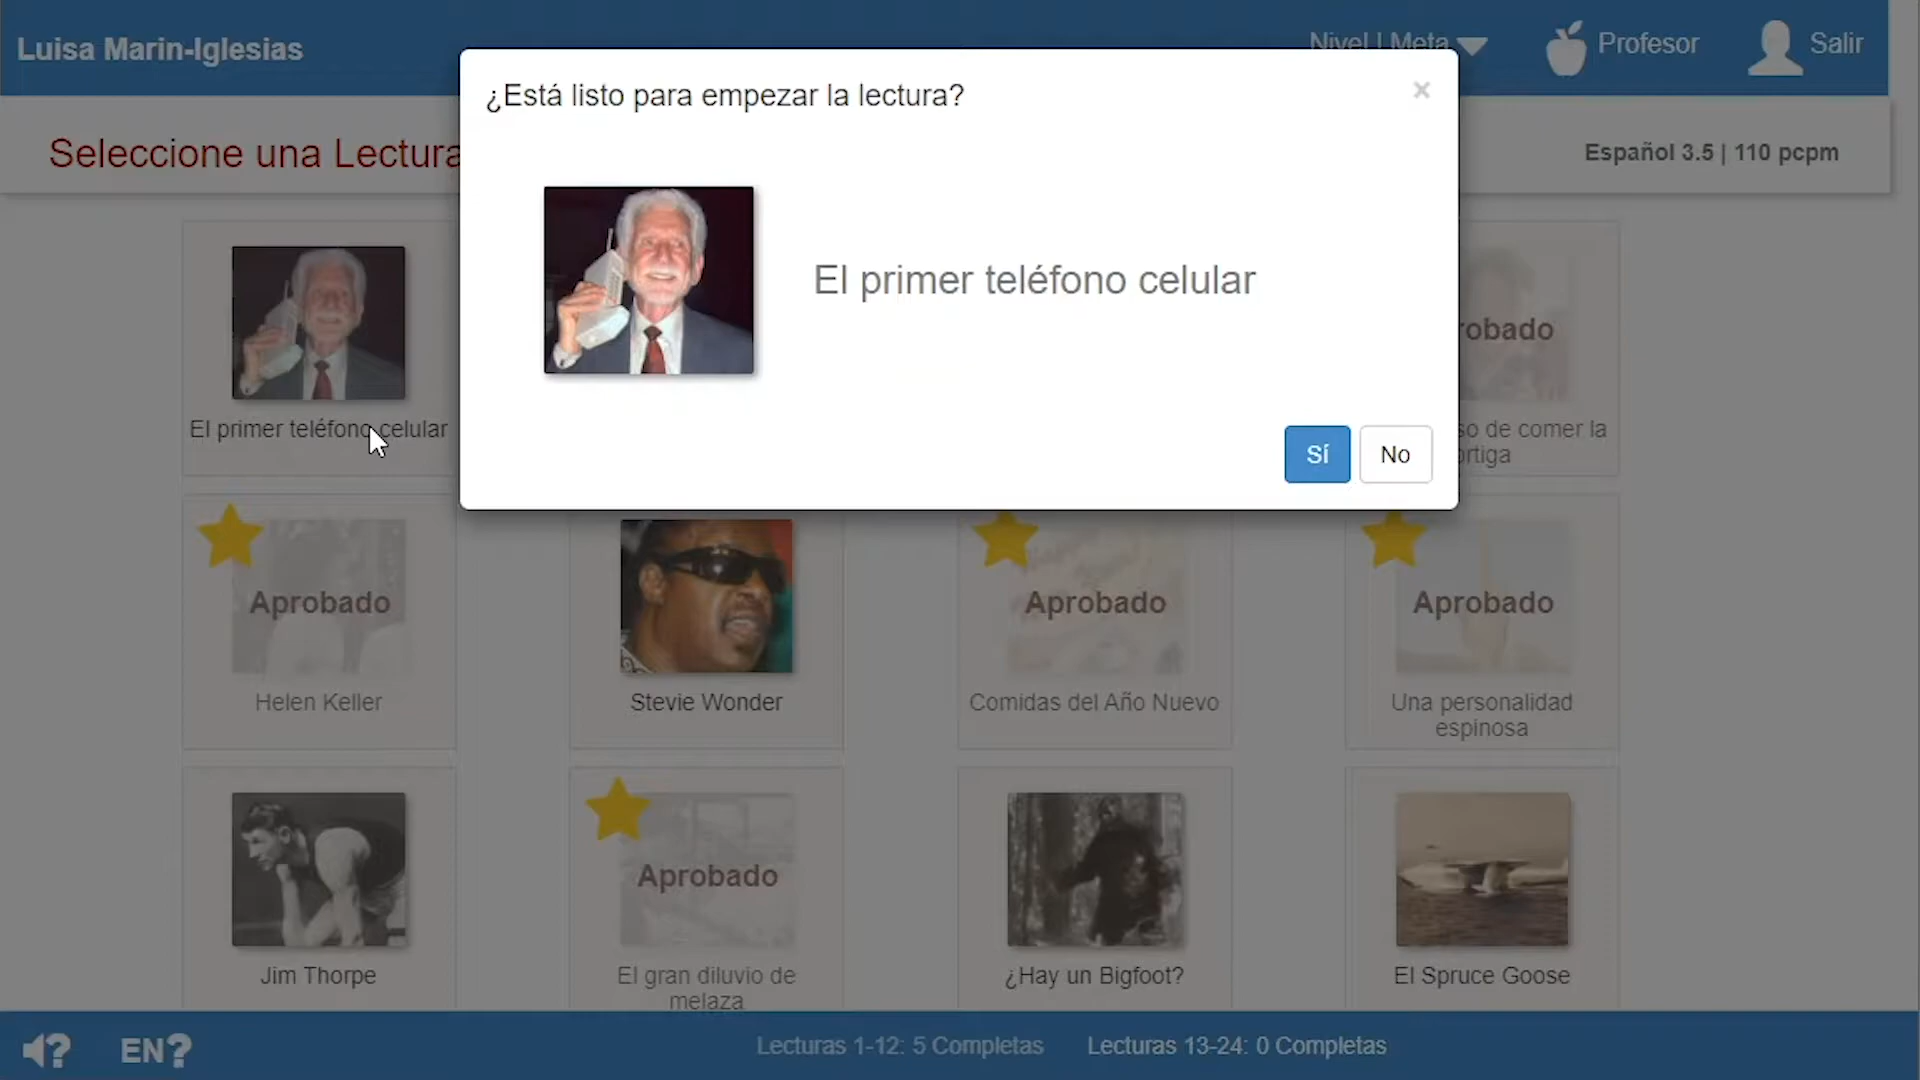 Luisa Marin-Iglesias
Nivel | Meta
Profesor
Salir
¿Está listo para empezar la lectura?
×
Seleccione una Lectura
Español 3.5 | 110 pcpm
El primer teléfono celular
Sí
No
El primer teléfono celular
robado
so de comer la
ortiga
Aprobado
Helen Keller
Stevie Wonder
Aprobado
Comidas del Año Nuevo
Aprobado
Una personalidad
espinosa
Jim Thorpe
Aprobado
El gran diluvio de
melaza
¿Hay un Bigfoot?
El Spruce Goose
?
EN?
Lecturas 1-12: 5 Completas
Lecturas 13-24: 0 Completas